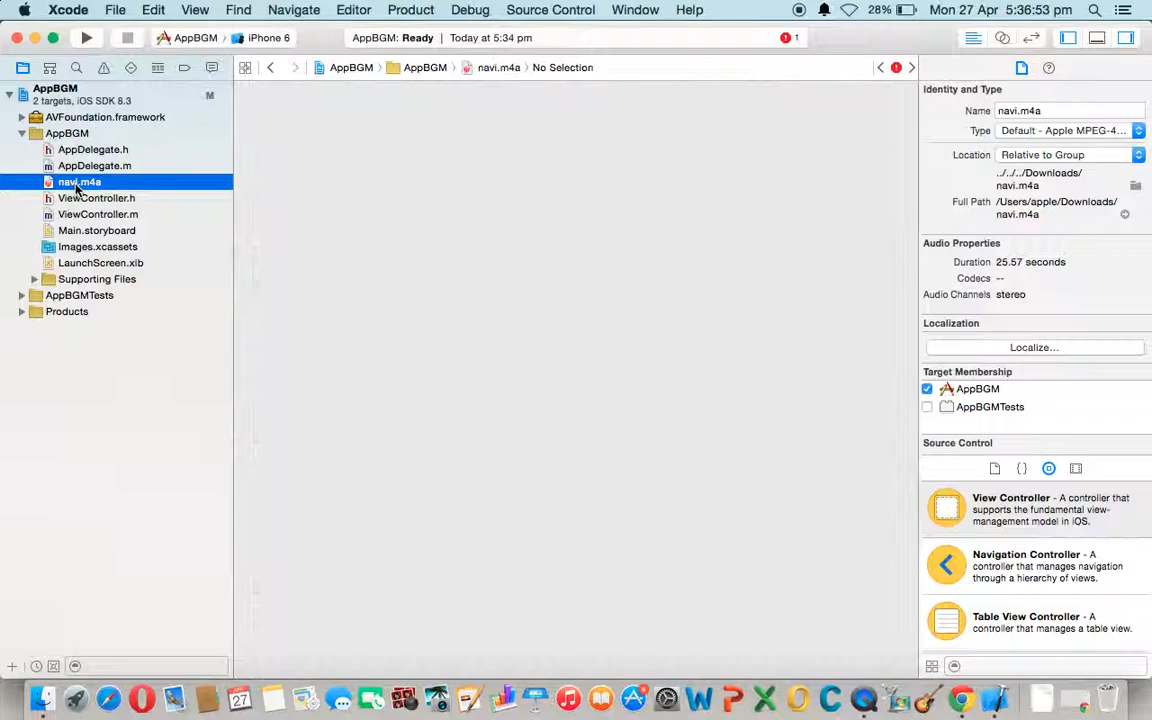 Xcode File Edit View Find Navigate Editor Product Debug Source Control Window Help 28% Mon 27 Apr 5:36:53 pm
AppBGM iPhone 6 AppBGM: Ready Today at 5:34 pm 1
AppBGM AppBGM navi.m4a No Selection
AppBGM
2 targets, iOS SDK 8.3
M
AVFoundation.framework
AppBGM
AppDelegate.h
AppDelegate.m
navi.m4a
ViewController.h
ViewController.m
Main.storyboard
Images.xcassets
LaunchScreen.xib
Supporting Files
AppBGMTests
Products
Identity and Type
Name navi.m4a
Type Default - Apple MPEG-4...
Location Relative to Group
../../../Downloads/
navi.m4a
Full Path /Users/apple/Downloads/
navi.m4a
Audio Properties
Duration 25.57 seconds
Codecs --
Audio Channels stereo
Localization
Localize...
Target Membership
AppBGM
AppBGMTests
Source Control
View Controller - A controller that
supports the fundamental view-
management model in iOS.
Navigation Controller - A
controller that manages navigation
through a hierarchy of views.
Table View Controller - A
controller that manages a table view.
27